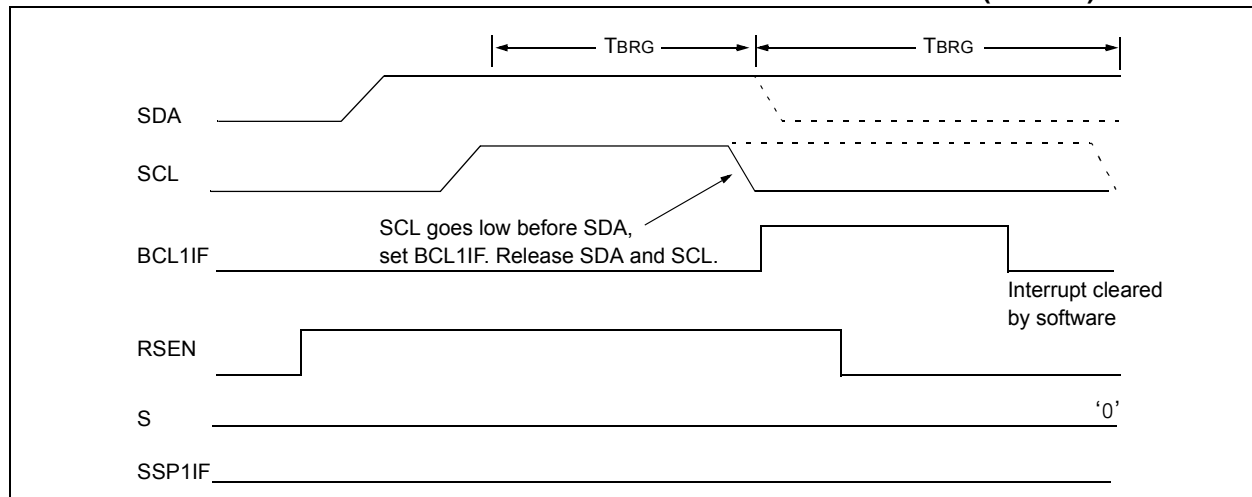 TBRG TBRG
SDA
SCL
SCL goes low before SDA,
set BCL1IF. Release SDA and SCL.
BCL1IF
Interrupt cleared
by software
RSEN
S ‘0’
SSP1IF